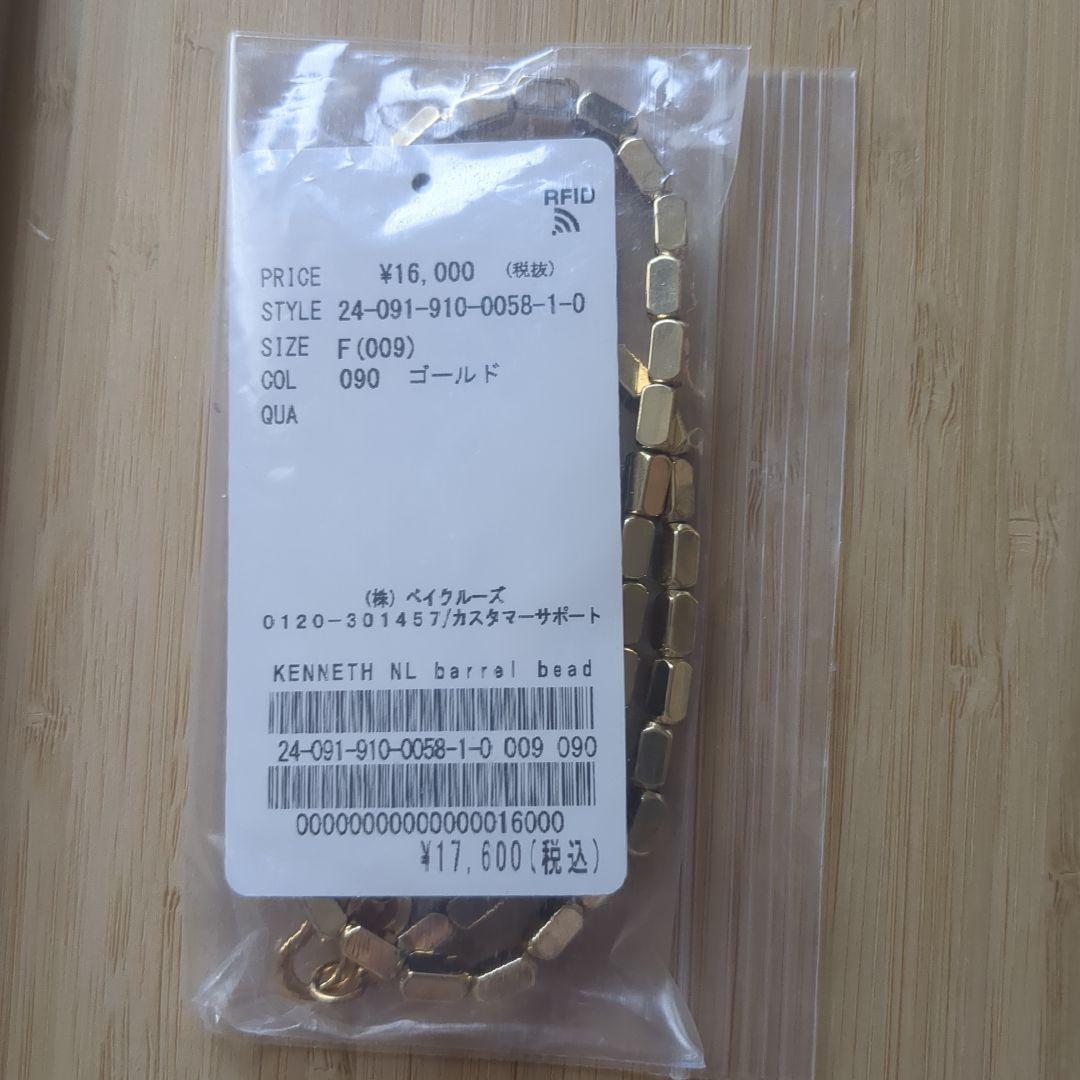 RFID
PRICE ¥16,000 (税抜)
STYLE 24-091-910-0058-1-0
SIZE F(009)
COL 090 ゴールド
QUA
(株)ベイクルーズ
0120-301457/カスタマーサポート
KENNETH NL barrel bead
24-091-910-0058-1-0 009 090
00000000000000016000
¥17,600(税込)